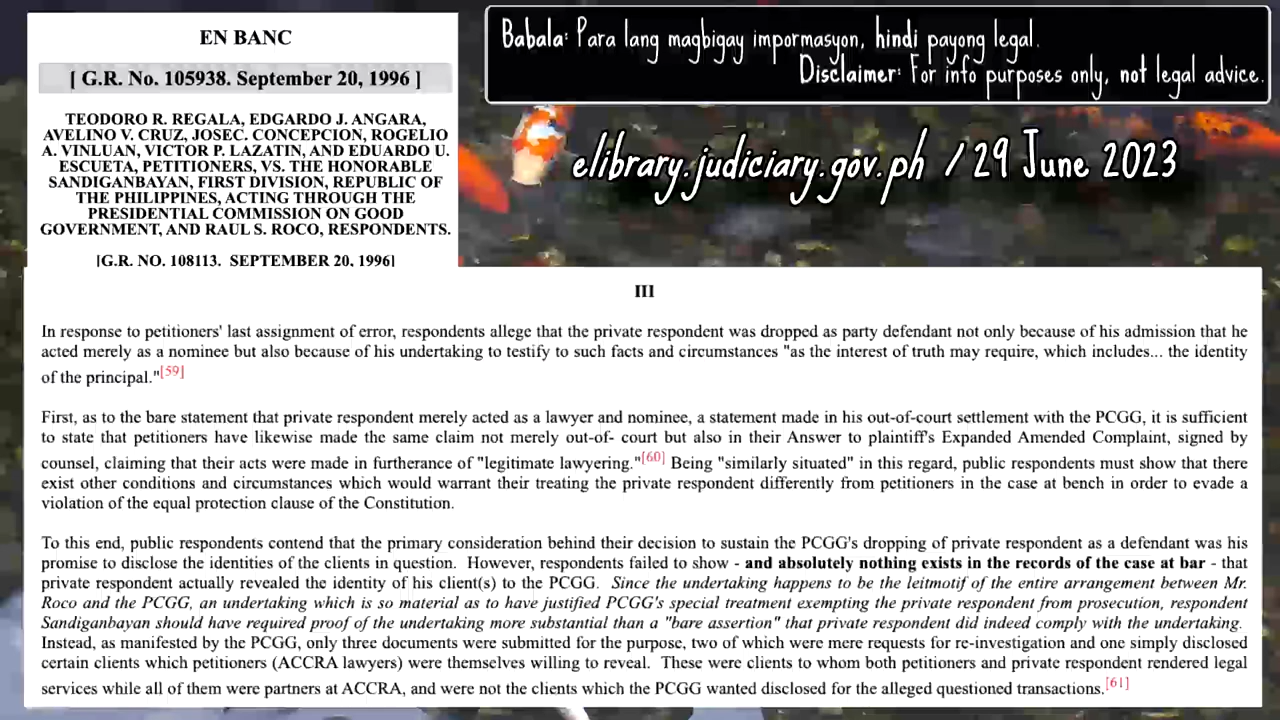 EN BANC
[ G.R. No. 105938. September 20, 1996 ]
TEODORO R. REGALA, EDGARDO J. ANGARA,
AVELINO V. CRUZ, JOSEC. CONCEPCION, ROGELIO
A. VINLUAN, VICTOR P. LAZATIN, AND EDUARDO U.
ESCUETA, PETITIONERS, VS. THE HONORABLE
SANDIGANBAYAN, FIRST DIVISION, REPUBLIC OF
THE PHILIPPINES, ACTING THROUGH THE
PRESIDENTIAL COMMISSION ON GOOD
GOVERNMENT, AND RAUL S. ROCO, RESPONDENTS.
[G.R. NO. 108113. SEPTEMBER 20, 1996]
Babala: Para lang magbigay impormasyon, hindi payong legal.
Disclaimer: For info purposes only, not legal advice.
elibrary.judiciary.gov.ph / 29 June 2023
III
In response to petitioners' last assignment of error, respondents allege that the private respondent was dropped as party defendant not only because of his admission that he
acted merely as a nominee but also because of his undertaking to testify to such facts and circumstances "as the interest of truth may require, which includes... the identity
of the principal."[59]
First, as to the bare statement that private respondent merely acted as a lawyer and nominee, a statement made in his out-of-court settlement with the PCGG, it is sufficient
to state that petitioners have likewise made the same claim not merely out-of- court but also in their Answer to plaintiff's Expanded Amended Complaint, signed by
counsel, claiming that their acts were made in furtherance of "legitimate lawyering."[60] Being "similarly situated" in this regard, public respondents must show that there
exist other conditions and circumstances which would warrant their treating the private respondent differently from petitioners in the case at bench in order to evade a
violation of the equal protection clause of the Constitution.
To this end, public respondents contend that the primary consideration behind their decision to sustain the PCGG's dropping of private respondent as a defendant was his
promise to disclose the identities of the clients in question. However, respondents failed to show - and absolutely nothing exists in the records of the case at bar - that
private respondent actually revealed the identity of his client(s) to the PCGG. Since the undertaking happens to be the leitmotif of the entire arrangement between Mr.
Roco and the PCGG, an undertaking which is so material as to have justified PCGG's special treatment exempting the private respondent from prosecution, respondent
Sandiganbayan should have required proof of the undertaking more substantial than a "bare assertion" that private respondent did indeed comply with the undertaking.
Instead, as manifested by the PCGG, only three documents were submitted for the purpose, two of which were mere requests for re-investigation and one simply disclosed
certain clients which petitioners (ACCRA lawyers) were themselves willing to reveal. These were clients to whom both petitioners and private respondent rendered legal
services while all of them were partners at ACCRA, and were not the clients which the PCGG wanted disclosed for the alleged questioned transactions.[61]